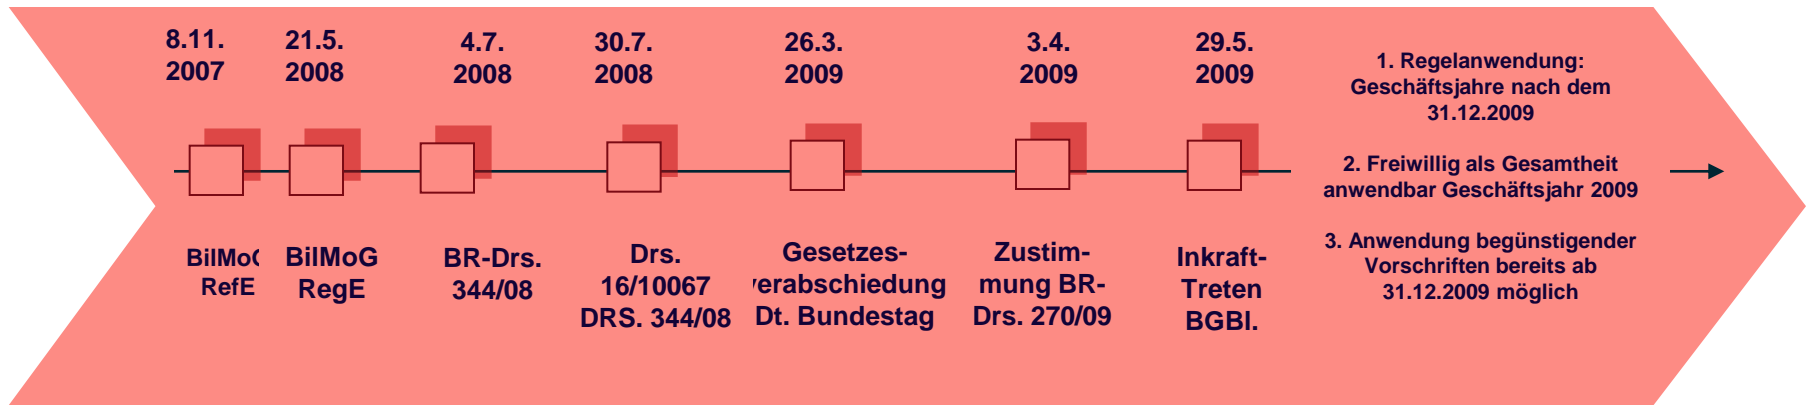 8.11.
2007
21.5.
2008
4.7.
2008
30.7.
2008
26.3.
2009
3.4.
2009
29.5.
2009
BilMoG
RefE
BilMoG
RegE
BR-Drs.
344/08
Drs.
16/10067
DRS. 344/08
Gesetzes-
verabschiedung
Dt. Bundestag
Zustim-
mung BR-
Drs. 270/09
Inkraft-
Treten
BGBl.
1. Regelanwendung:
Geschäftsjahre nach dem
31.12.2009
2. Freiwillig als Gesamtheit
anwendbar Geschäftsjahr 2009
3. Anwendung begünstigender
Vorschriften bereits ab
31.12.2009 möglich